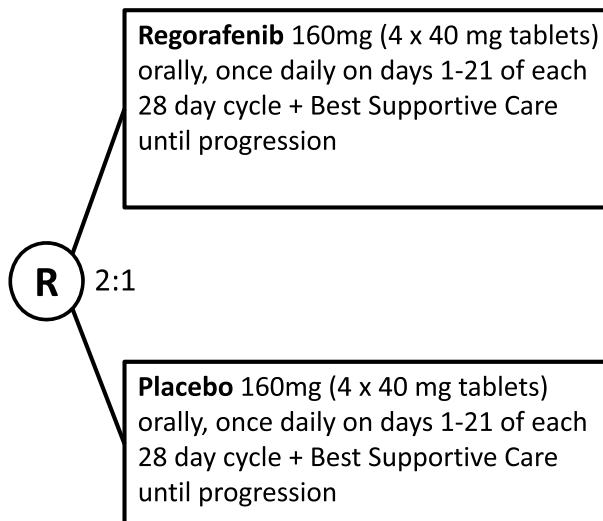 Regorafenib 160mg (4 x 40 mg tablets)
orally, once daily on days 1-21 of each
28 day cycle + Best Supportive Care
until progression
R 2:1
Placebo 160mg (4 x 40 mg tablets)
orally, once daily on days 1-21 of each
28 day cycle + Best Supportive Care
until progression